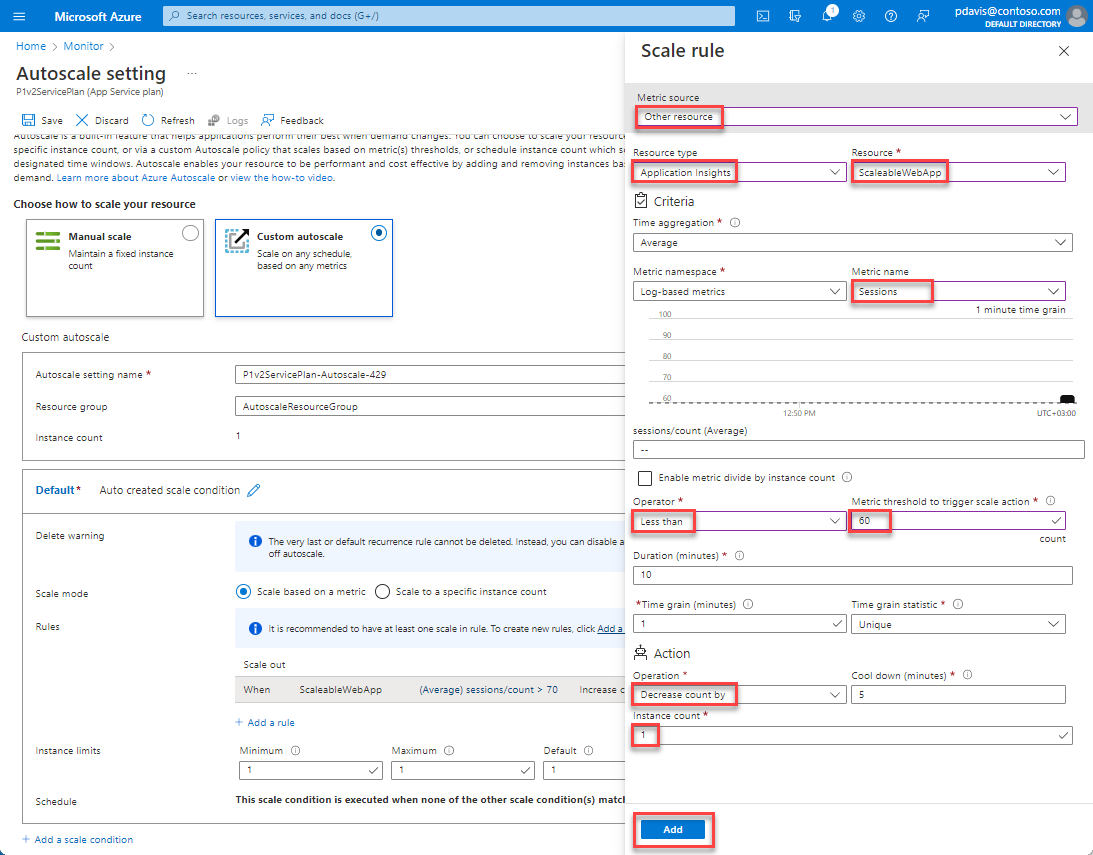 Microsoft Azure
Search resources, services, and docs (G+/)
1
pdavis@contoso.com
DEFAULT DIRECTORY
Home > Monitor >
Autoscale setting ...
P1v2ServicePlan (App Service plan)
Save Discard Refresh Logs Feedback
Autoscale is a built-in feature that helps applications perform their best when demand changes. You can choose to scale your resource
specific instance count, or via a custom Autoscale policy that scales based on metric(s) thresholds, or schedule instance count which
designated time windows. Autoscale enables your resource to be performant and cost effective by adding and removing instances
demand. Learn more about Azure Autoscale or view the how-to video.
Choose how to scale your resource
Manual scale
Maintain a fixed instance
count
Custom autoscale
Scale on any schedule,
based on any metrics
Custom autoscale
Autoscale setting name *
P1v2ServicePlan-Autoscale-429
Resource group
AutoscaleResourceGroup
Instance count
1
Default* Auto created scale condition
Delete warning
The very last or default recurrence rule cannot be deleted. Instead, you can disable a
off autoscale.
Scale mode
Scale based on a metric
Scale to a specific instance count
Rules
It is recommended to have at least one scale in rule. To create new rules, click Add a
Scale out
When ScaleableWebApp (Average) sessions/count > 70 Increase c
+ Add a rule
Instance limits
Minimum
1
Maximum
1
Default
1
Schedule
This scale condition is executed when none of the other scale condition(s) matc
+ Add a scale condition
Scale rule
Metric source
Other resource
Resource type
Application Insights
Resource *
ScaleableWebApp
Criteria
Time aggregation *
Average
Metric namespace *
Log-based metrics
Metric name
Sessions
1 minute time grain
100
90
80
70
60
12:50 PM
UTC+03:00
sessions/count (Average)
--
Enable metric divide by instance count
Operator *
Less than
Metric threshold to trigger scale action *
60
count
Duration (minutes) *
10
*Time grain (minutes)
1
Time grain statistic *
Unique
Action
Operation *
Decrease count by
Cool down (minutes) *
5
Instance count *
1
Add